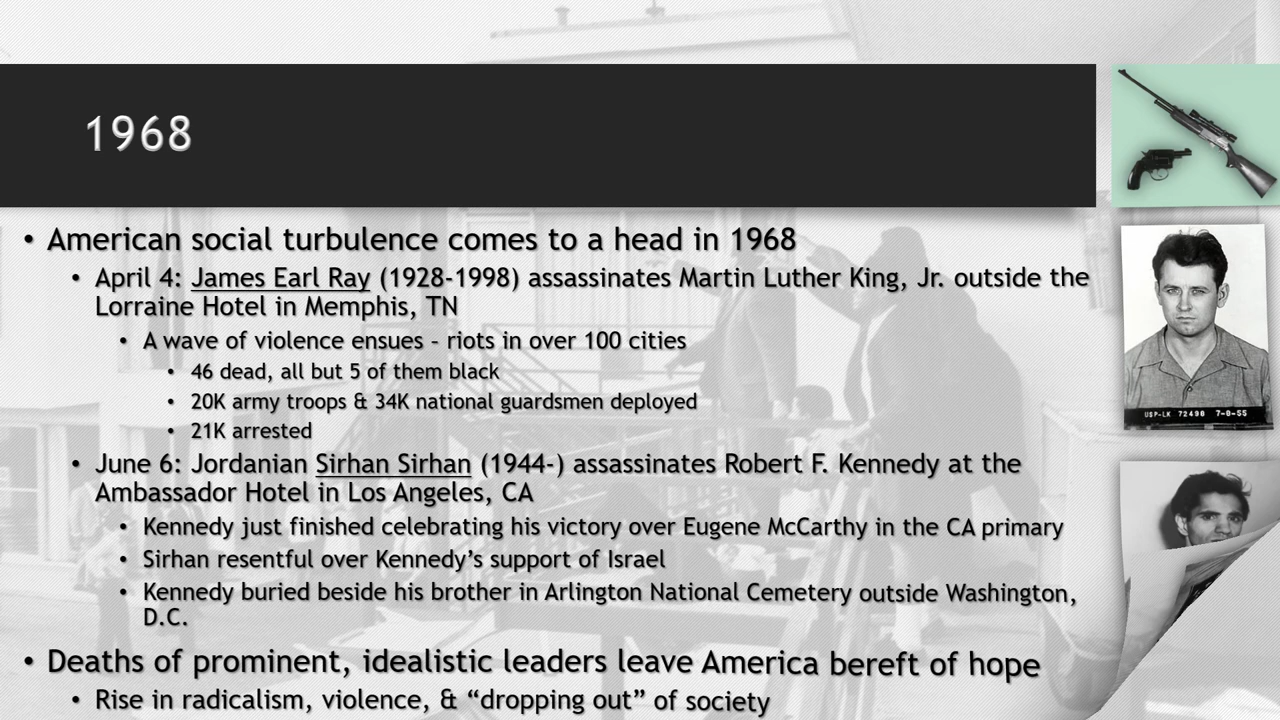 1968
• American social turbulence comes to a head in 1968
• April 4: James Earl Ray (1928-1998) assassinates Martin Luther King, Jr. outside the
Lorraine Hotel in Memphis, TN
• A wave of violence ensues – riots in over 100 cities
• 46 dead, all but 5 of them black
• 20K army troops & 34K national guardsmen deployed
• 21K arrested
• June 6: Jordanian Sirhan Sirhan (1944-) assassinates Robert F. Kennedy at the
Ambassador Hotel in Los Angeles, CA
• Kennedy just finished celebrating his victory over Eugene McCarthy in the CA primary
• Sirhan resentful over Kennedy’s support of Israel
• Kennedy buried beside his brother in Arlington National Cemetery outside Washington,
D.C.
• Deaths of prominent, idealistic leaders leave America bereft of hope
• Rise in radicalism, violence, & “dropping out” of society
USP-LK 72498 7-8-55